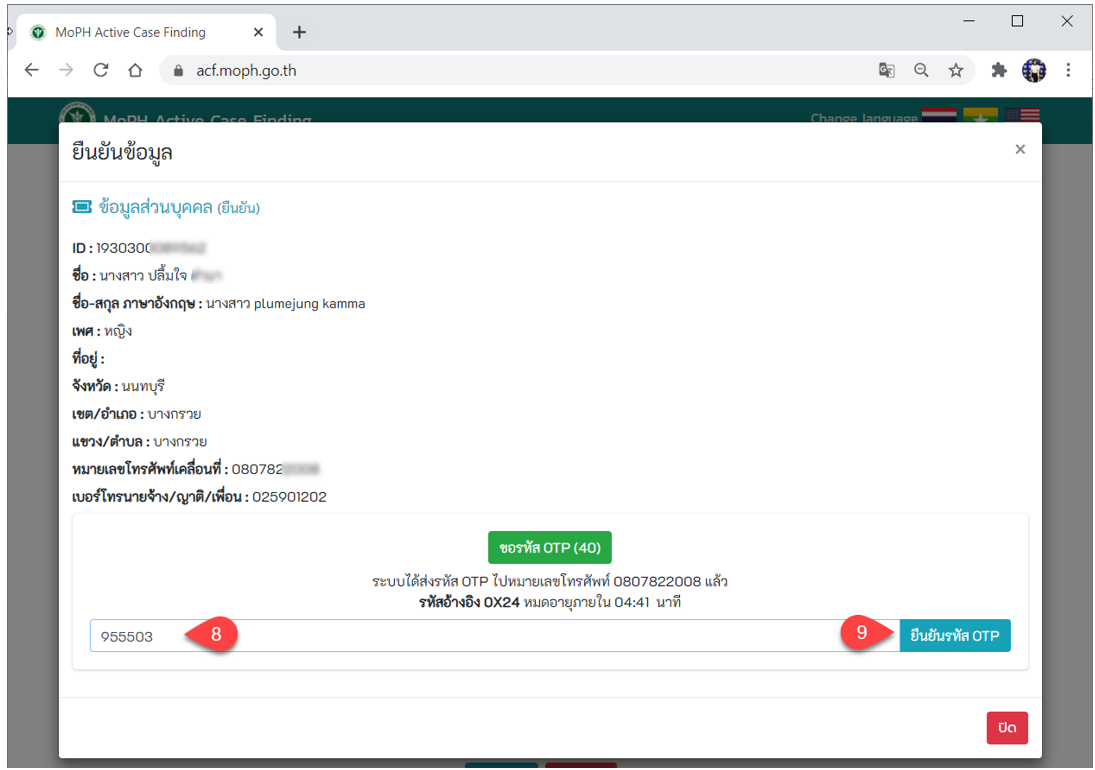 MoPH Active Case Finding
acf.moph.go.th
MoPH Active Case Finding
Change language
ยืนยันข้อมูล
ข้อมูลส่วนบุคคล (ยืนยัน)
ID : 1930300
ชื่อ : นางสาว ปลื้มใจ
ชื่อ-สกุล ภาษาอังกฤษ : นางสาว plumejung kamma
เพศ : หญิง
ที่อยู่ :
จังหวัด : นนทบุรี
เขต/อำเภอ : บางกรวย
แขวง/ตำบล : บางกรวย
หมายเลขโทรศัพท์เคลื่อนที่ : 080782
เบอร์โทรนายจ้าง/ญาติ/เพื่อน : 025901202
ขอรหัส OTP (40)
ระบบได้ส่งรหัส OTP ไปหมายเลขโทรศัพท์ 0807822008 แล้ว
รหัสอ้างอิง 0X24 หมดอายุภายใน 04:41 นาที
955503 8 9 ยืนยันรหัส OTP
ปิด